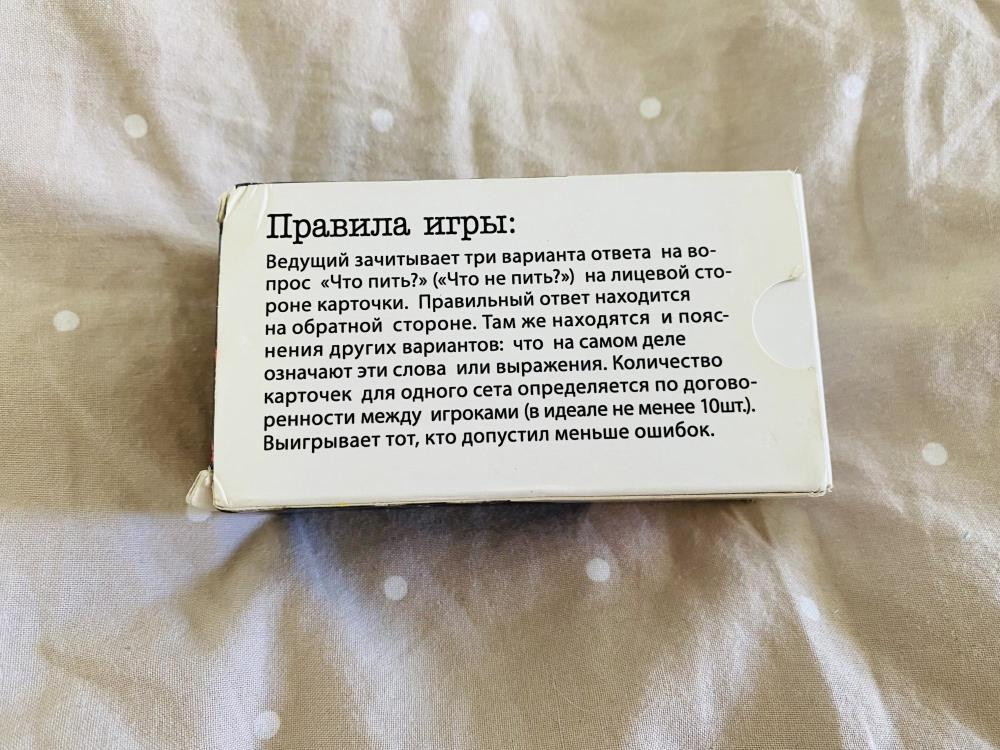 Правила игры:
Ведущий зачитывает три варианта ответа на во-
прос «Что пить?» («Что не пить?») на лицевой сто-
роне карточки. Правильный ответ находится
на обратной стороне. Там же находятся и пояс-
нения других вариантов: что на самом деле
означают эти слова или выражения. Количество
карточек для одного сета определяется по догово-
ренности между игроками (в идеале не менее 10шт.).
Выигрывает тот, кто допустил меньше ошибок.